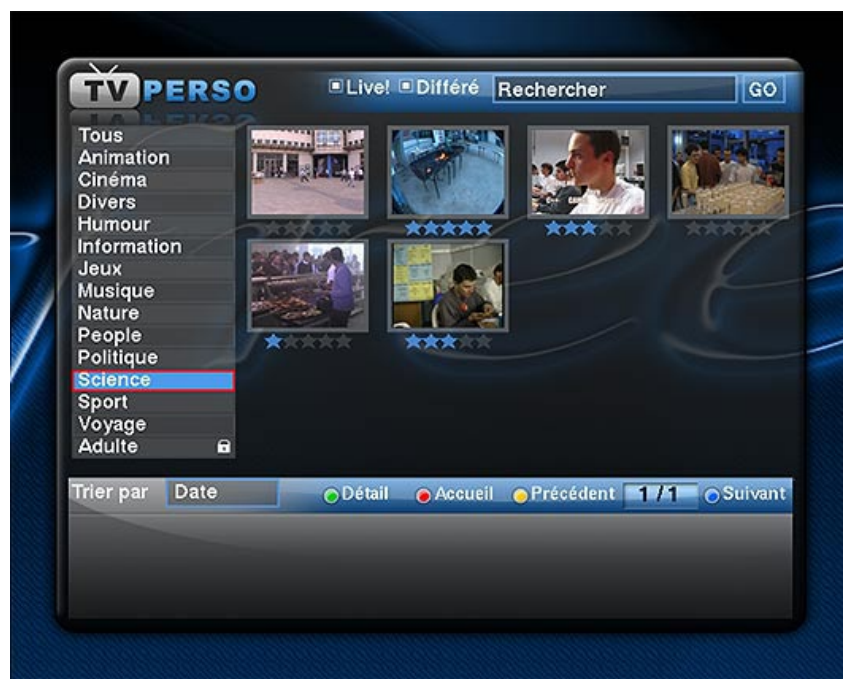 TV PERSO
Live! Différé Rechercher GO
Tous
Animation
Cinéma
Divers
Humour
Information
Jeux
Musique
Nature
People
Politique
Science
Sport
Voyage
Adulte
Trier par Date Détail Accueil Précédent 1/1 Suivant